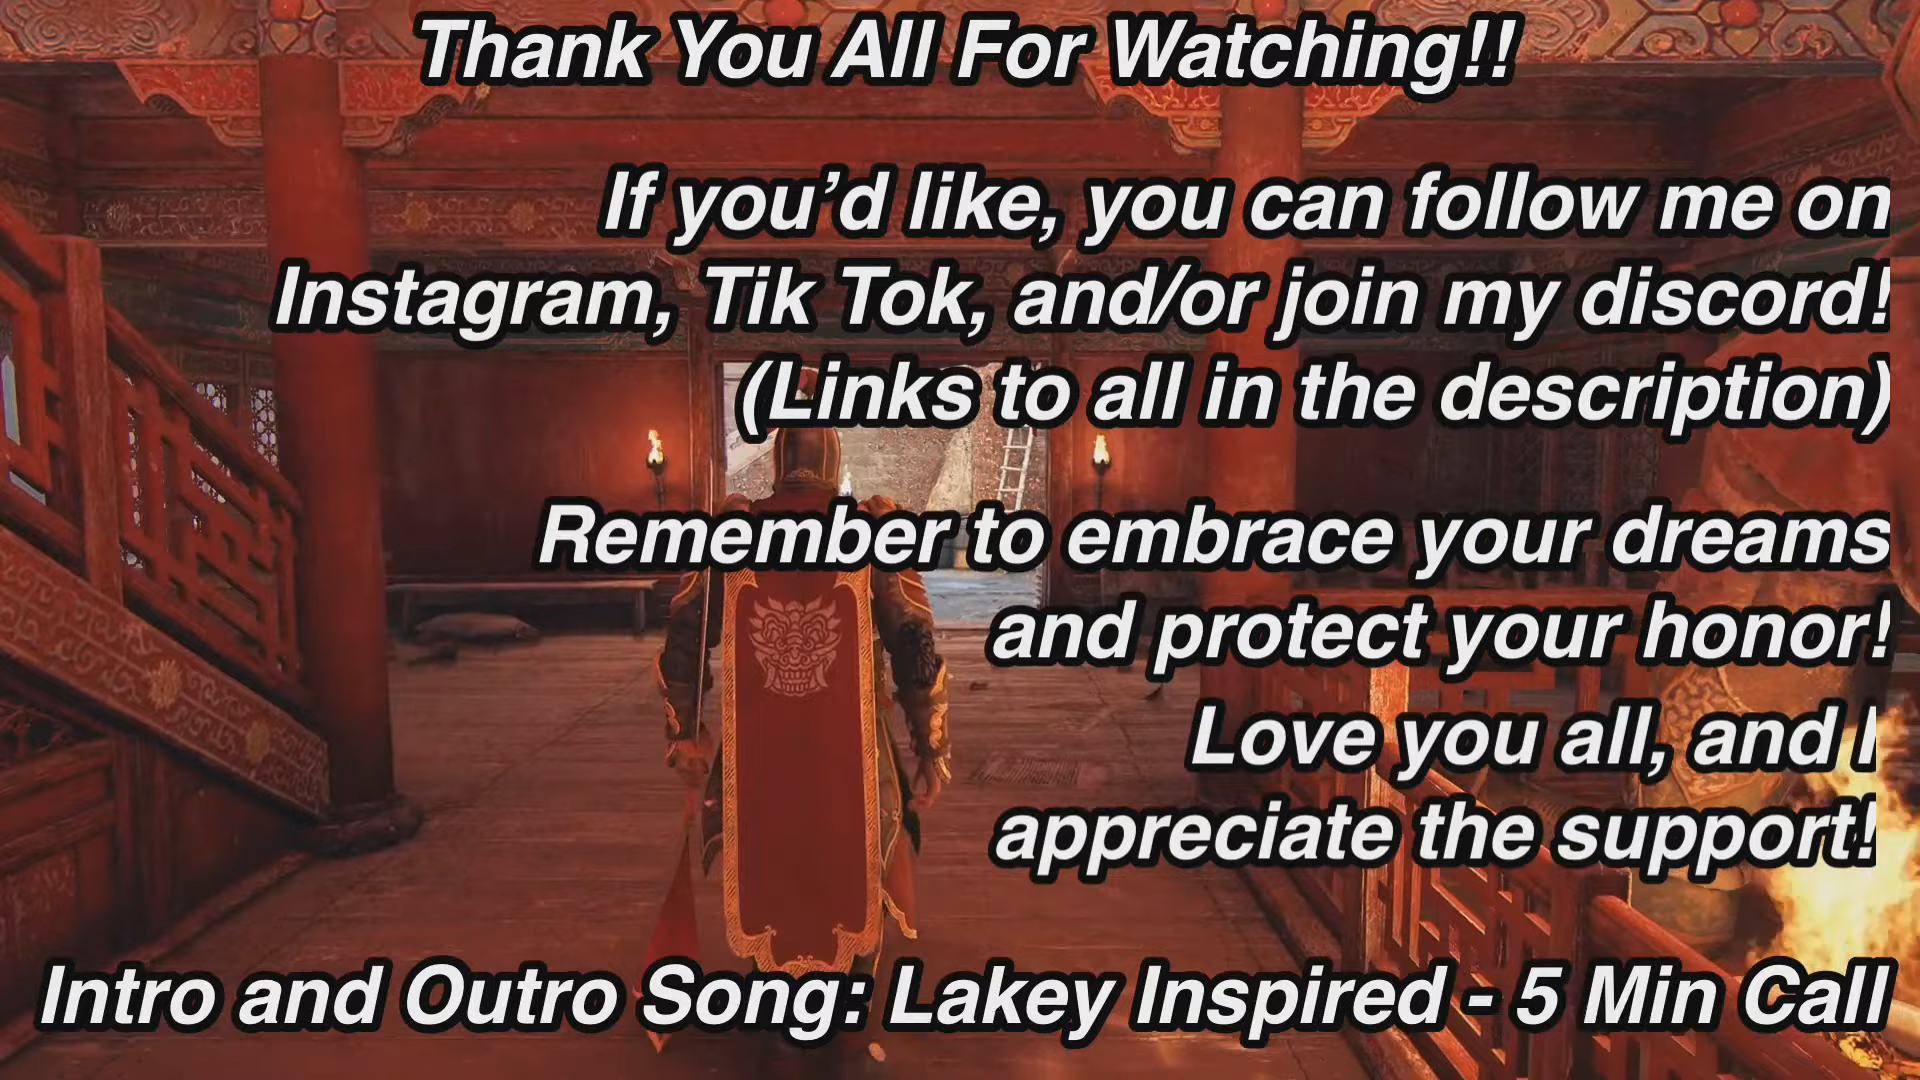 Thank You All For Watching!!
If you’d like, you can follow me on
Instagram, Tik Tok, and/or join my discord!
(Links to all in the description)
Remember to embrace your dreams
and protect your honor!
Love you all, and I
appreciate the support!
Intro and Outro Song: Lakey Inspired - 5 Min Call